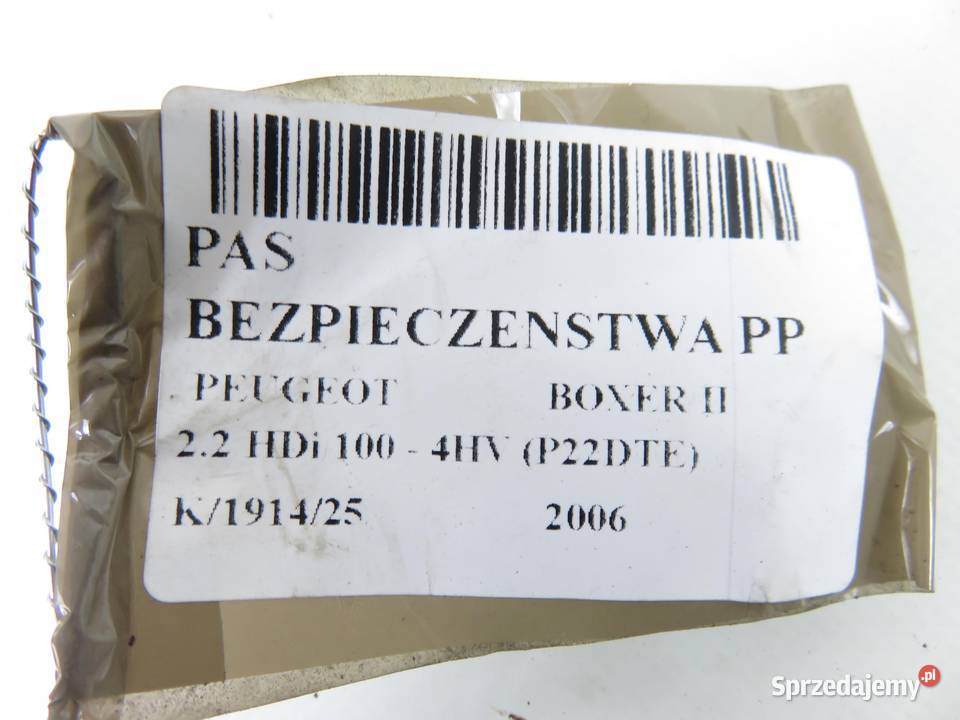 PAS
BEZPIECZENSTWA PP
PEUGEOT BOXER II
2.2 HDi 100 - 4HV (P22DTE)
K/1914/25 2006
Sprzedajemy.pl